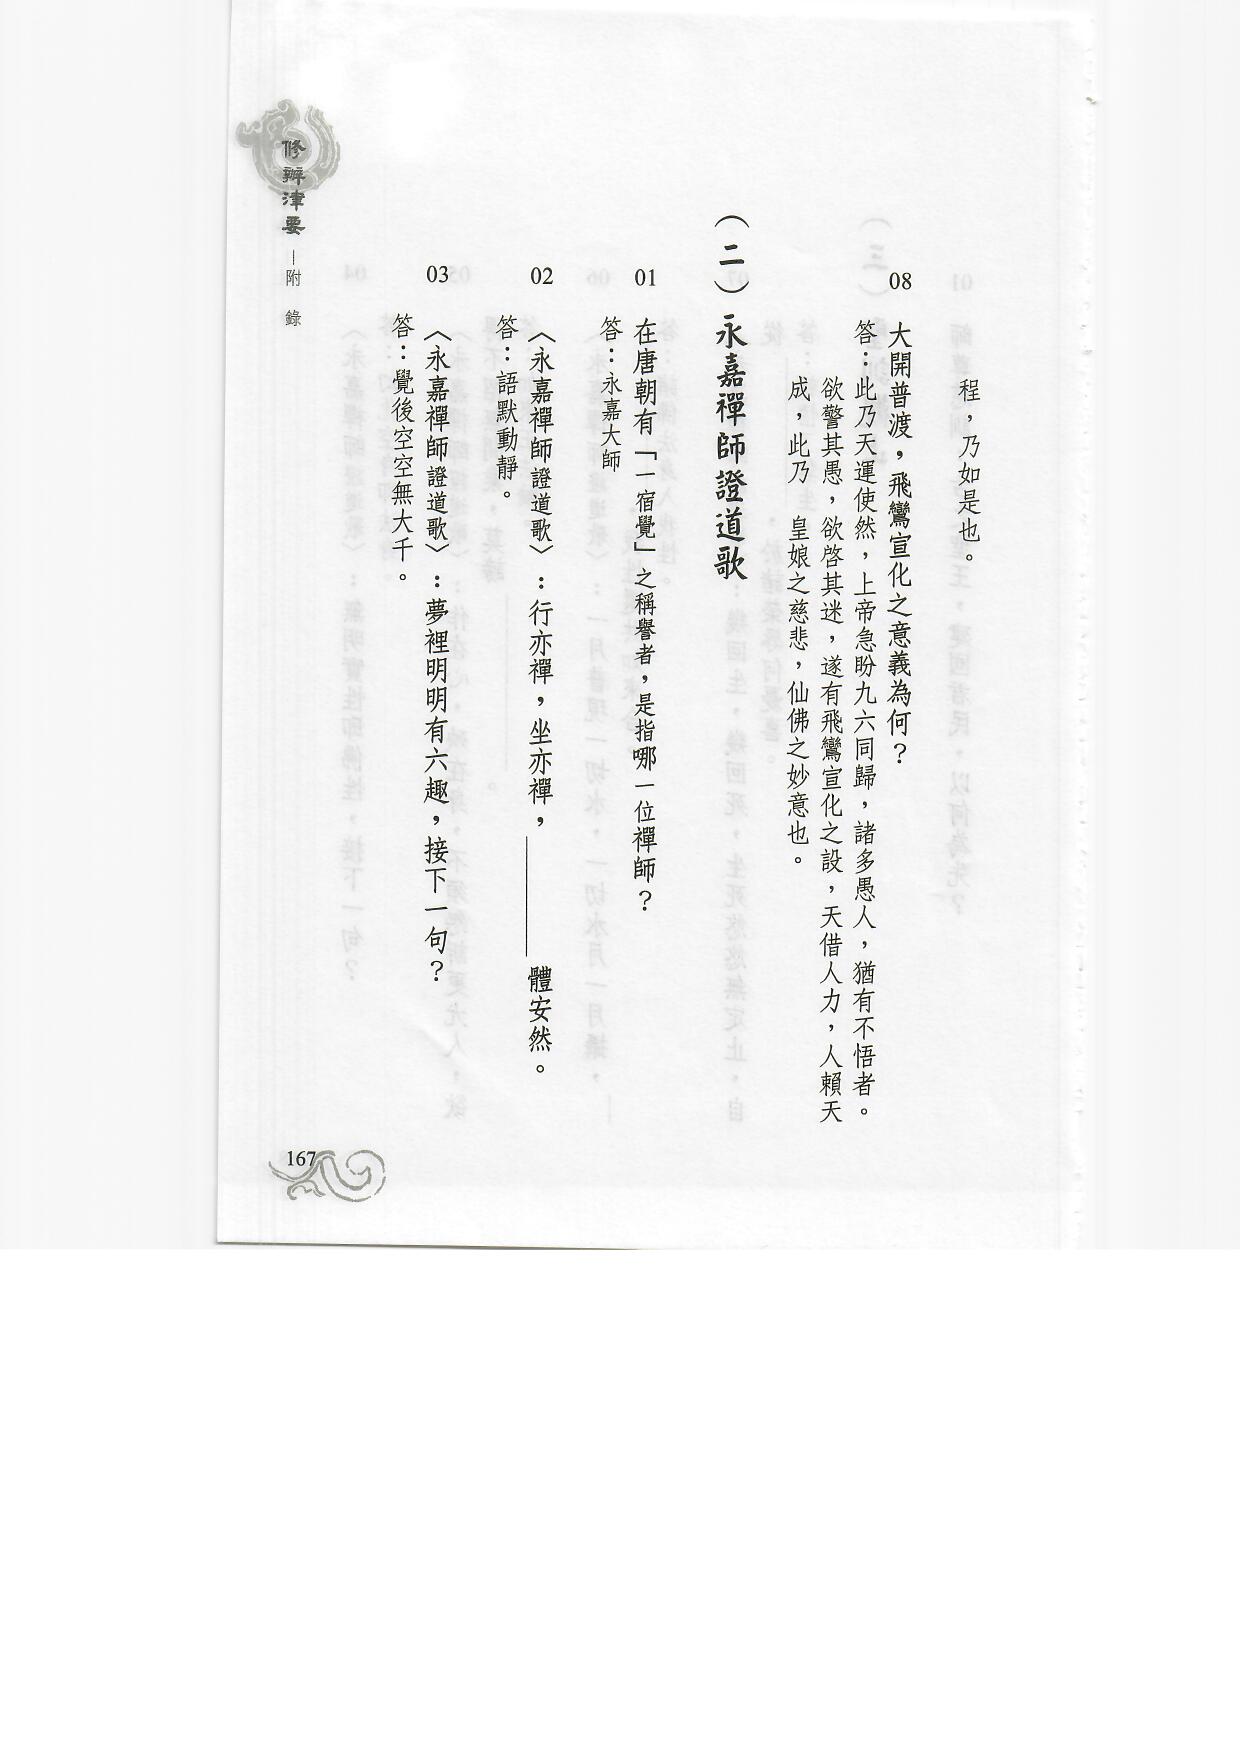 程，乃如是也。
08 大開普渡，飛鸞宣化之意義為何？
答：此乃天運使然，上帝急盼九六同歸，諸多愚人，猶有不悟者。
欲警其愚，欲啓其迷，遂有飛鸞宣化之設，天借人力，人賴天
成，此乃　皇娘之慈悲，仙佛之妙意也。
（二）永嘉禪師證道歌
01 在唐朝有「一宿覺」之稱譽者，是指哪一位禪師？
答：永嘉大師
02 〈永嘉禪師證道歌〉：行亦禪，坐亦禪，＿＿＿＿體安然。
答：語默動靜。
03 〈永嘉禪師證道歌〉：夢裡明明有六趣，接下一句？
答：覺後空空無大千。
修辦津要—附錄
167